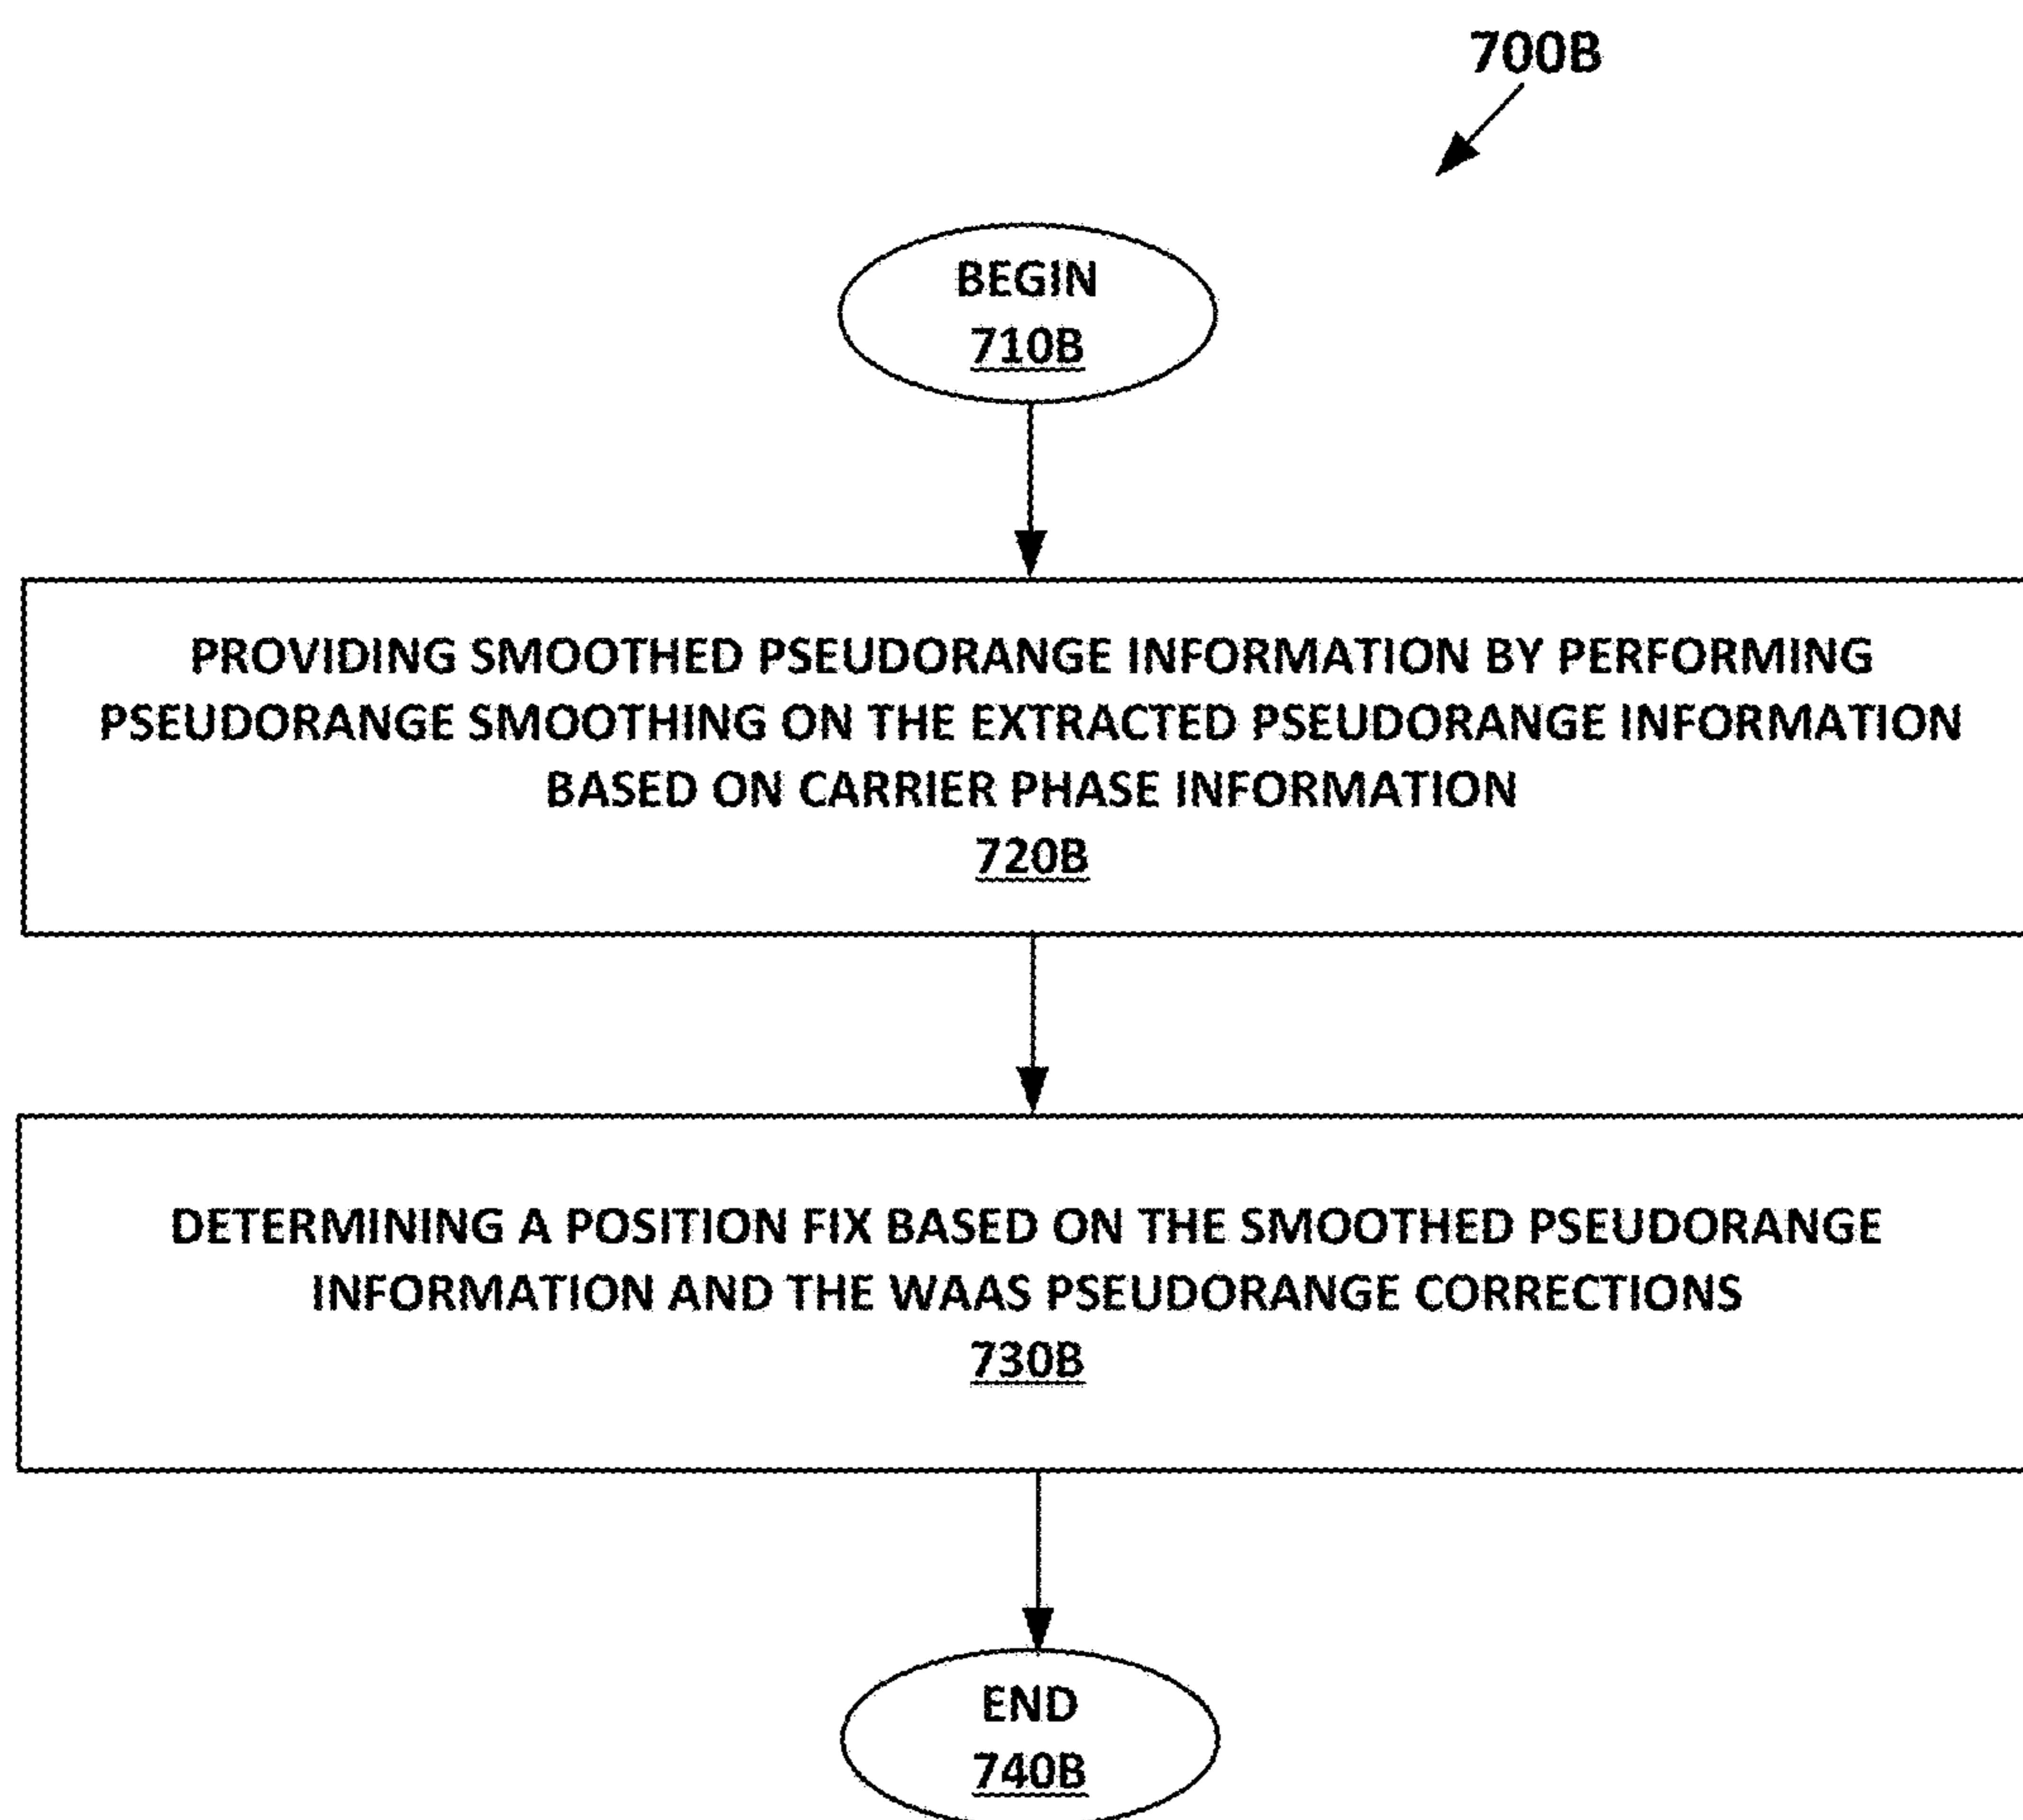 700B
BEGIN
710B
PROVIDING SMOOTHED PSEUDORANGE INFORMATION BY PERFORMING
PSEUDORANGE SMOOTHING ON THE EXTRACTED PSEUDORANGE INFORMATION
BASED ON CARRIER PHASE INFORMATION
720B
DETERMINING A POSITION FIX BASED ON THE SMOOTHED PSEUDORANGE
INFORMATION AND THE WAAS PSEUDORANGE CORRECTIONS
730B
END
740B